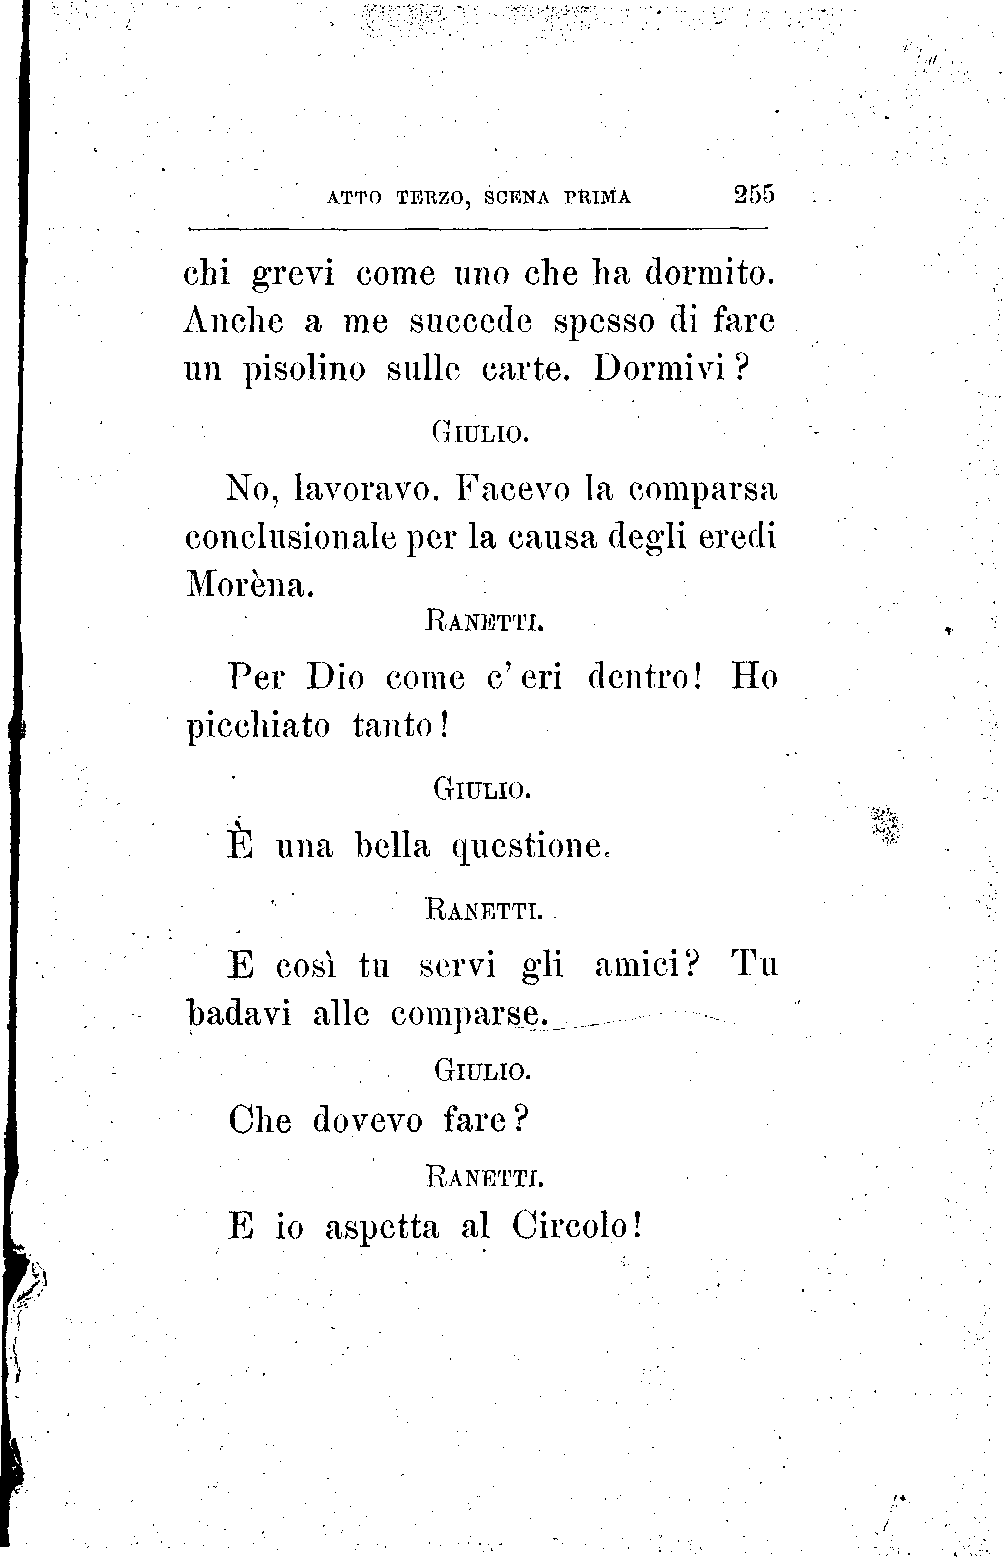 ATTO TERZO, SCENA PRIMA 255
chi grevi come uno che ha dormito.
Anche a me succede spesso di fare
un pisolino sulle carte. Dormivi?
GIULIO.
No, lavoravo. Facevo la comparsa
conclusionale per la causa degli eredi
Morèna.
RANETTI.
Per Dio come c' eri dentro! Ho
picchiato tanto!
GIULIO.
È una bella questione.
RANETTI.
E così tu servi gli amici? Tu
badavi alle comparse.
GIULIO.
Che dovevo fare?
RANETTI.
E io aspetta al Circolo!